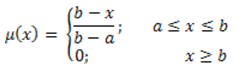 μ(x) = { (b − x)/(b − a);   a ≤ x ≤ b
0;   x ≥ b